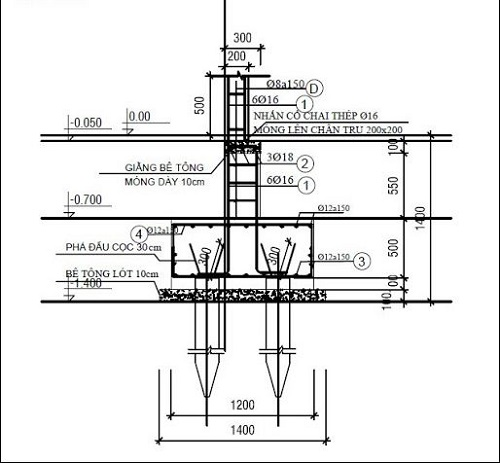 300
200
Ø8a150 D
6Ø16 1
500
-0.050
0.00
NHẤN CỔ CHAI THÉP Ø16
MÓNG LÊN CHÂN TRỤ 200x200
100
GIẰNG BÊ TÔNG
MÓNG DÀY 10cm
3Ø18 2
6Ø16 1
550
1400
-0.700
Ø12a150
4 Ø12a150
PHÁ ĐẦU CỌC 30cm
300
300
Ø12a150 3
500
BÊ TÔNG LÓT 10cm
-1.400
100
1200
1400